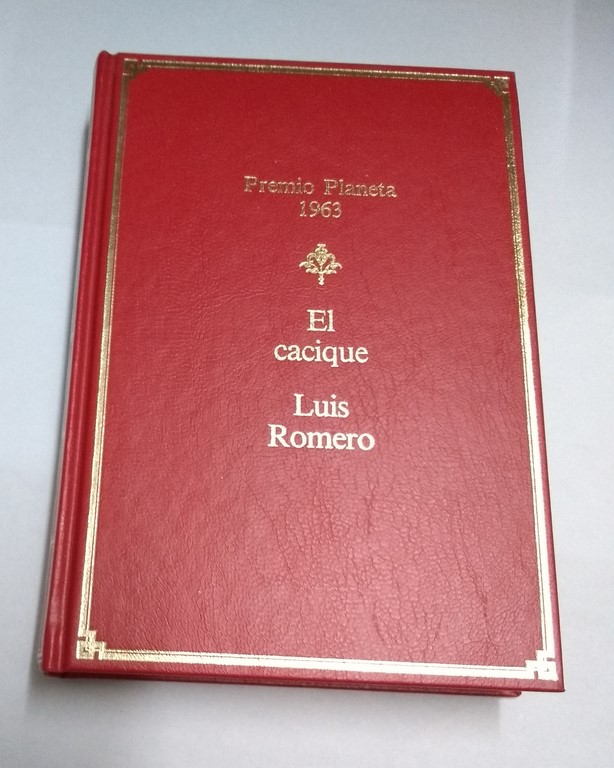 Premio Planeta
1963
El
cacique
Luis
Romero